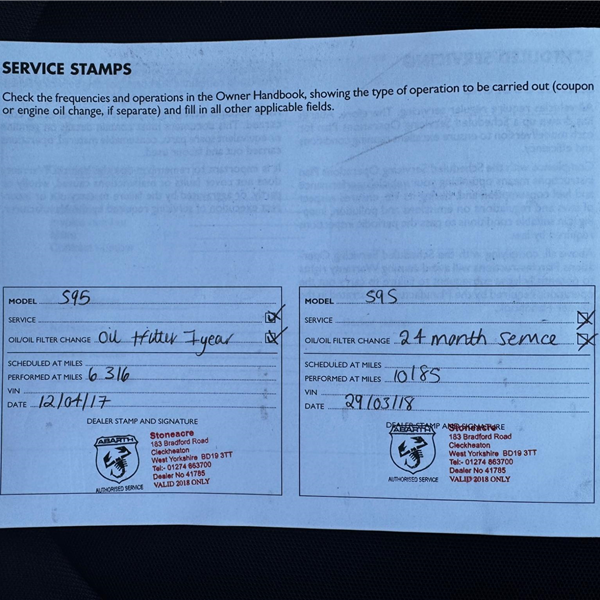 SERVICE STAMPS
Check the frequencies and operations in the Owner Handbook, showing the type of operation to be carried out (coupon
or engine oil change, if separate) and fill in all other applicable fields.
MODEL 595
SERVICE
OIL/OIL FILTER CHANGE Oil + filter 1 year
SCHEDULED AT MILES
PERFORMED AT MILES 6 316
VIN
DATE 12/04/17
DEALER STAMP AND SIGNATURE
ABARTH
AUTHORISED SERVICE
Stoneacre
183 Bradford Road
Cleckheaton
West Yorkshire BD19 3TT
Tel:- 01274 863700
Dealer No 41785
VALID 2018 ONLY
MODEL 595
SERVICE
OIL/OIL FILTER CHANGE 24 month Service
SCHEDULED AT MILES
PERFORMED AT MILES 10185
VIN
DATE 29/03/18
DEALER STAMP AND SIGNATURE
ABARTH
AUTHORISED SERVICE
Stoneacre
183 Bradford Road
Cleckheaton
West Yorkshire BD19 3TT
Tel:- 01274 863700
Dealer No 41785
VALID 2018 ONLY